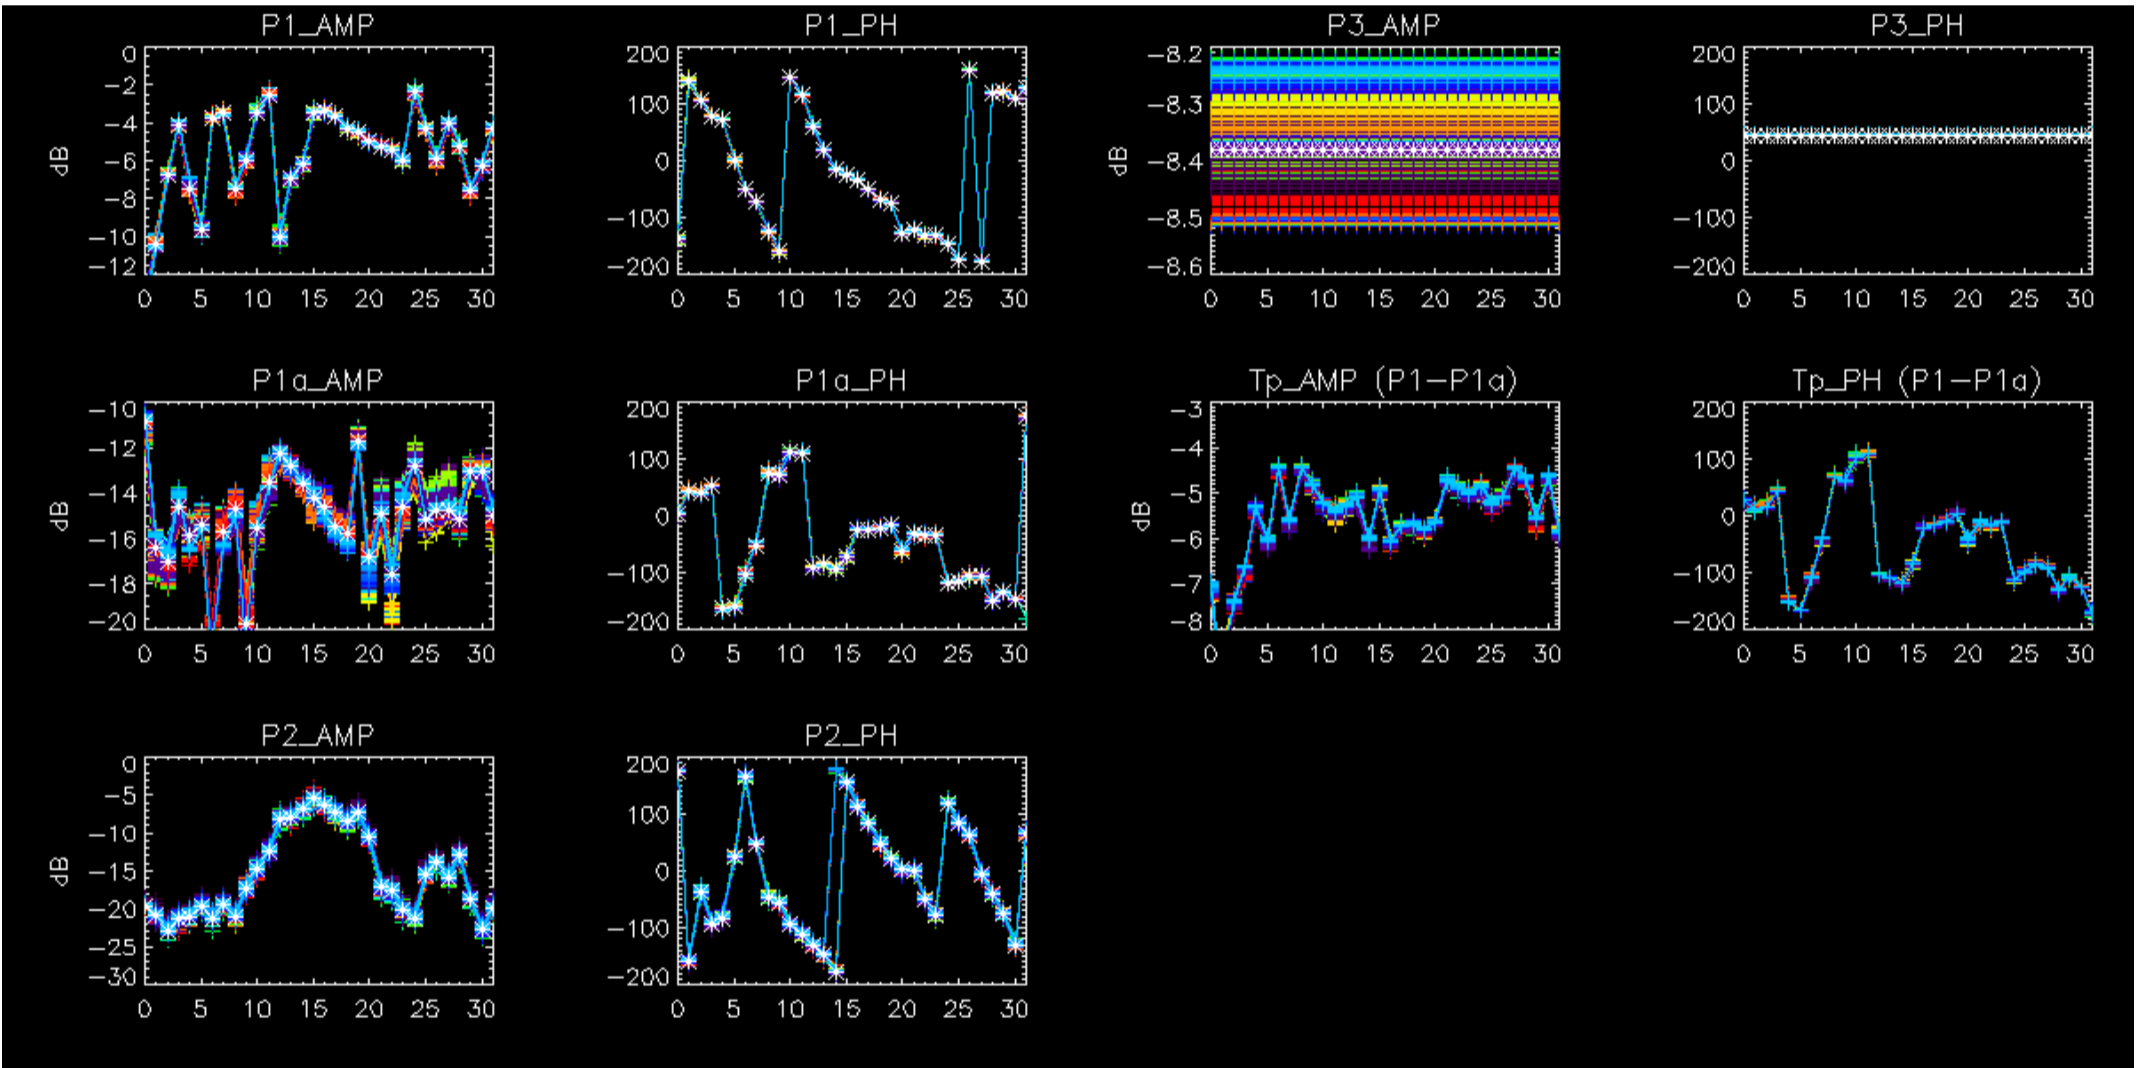 P1_AMP P1_PH P3_AMP P3_PH
0 200 -8.2 200
-2 100 -8.3 100
-4 0 -8.4 0
-6 -100 -8.5 -100
-8 -200 -8.6 -200
-10
-12
dB dB
0 5 10 15 20 25 30 0 5 10 15 20 25 30 0 5 10 15 20 25 30 0 5 10 15 20 25 30
P1a_AMP P1a_PH Tp_AMP (P1-P1a) Tp_PH (P1-P1a)
-10 200 -3 200
-12 100 -4 100
-14 0 -5 0
-16 -100 -6 -100
-18 -200 -7 -200
-20 -8
dB dB
0 5 10 15 20 25 30 0 5 10 15 20 25 30 0 5 10 15 20 25 30 0 5 10 15 20 25 30
P2_AMP P2_PH
0 200
-5 100
-10 0
-15 -100
-20 -200
-25
-30
dB
0 5 10 15 20 25 30 0 5 10 15 20 25 30